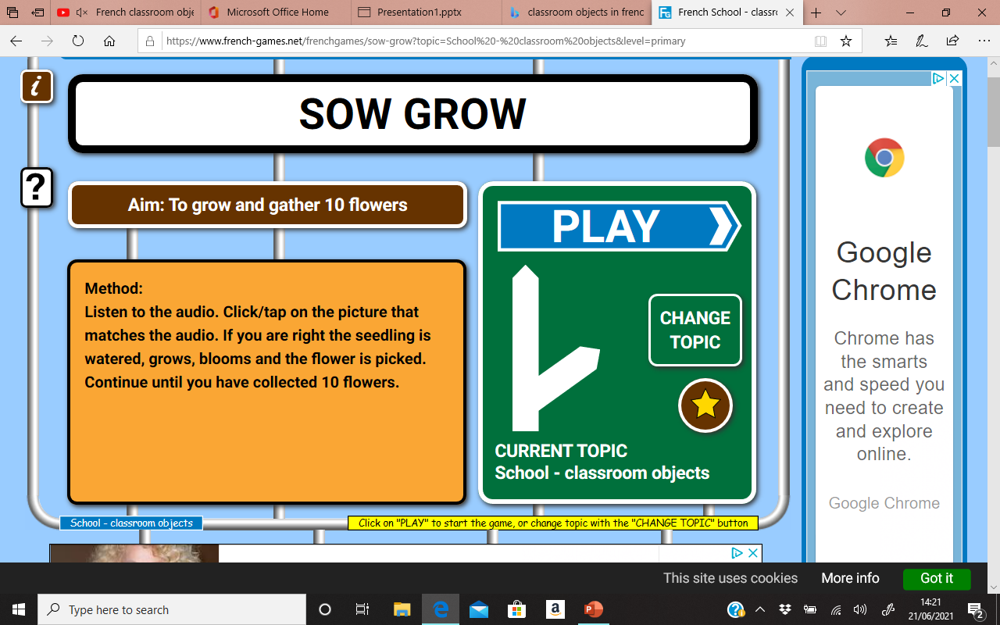 French classroom obje
Microsoft Office Home
Presentation1.pptx
classroom objects in frenc
French School - classr
https://www.french-games.net/frenchgames/sow-grow?topic=School%20-%20classroom%20objects&level=primary
i
SOW GROW
?
Aim: To grow and gather 10 flowers
Method:
Listen to the audio. Click/tap on the picture that
matches the audio. If you are right the seedling is
watered, grows, blooms and the flower is picked.
Continue until you have collected 10 flowers.
PLAY
CHANGE
TOPIC
CURRENT TOPIC
School - classroom objects
School - classroom objects
Click on "PLAY" to start the game, or change topic with the "CHANGE TOPIC" button
Google
Chrome
Chrome has
the smarts
and speed you
need to create
and explore
online.
Google Chrome
This site uses cookies
More info
Got it
Type here to search
14:21
21/06/2021
2